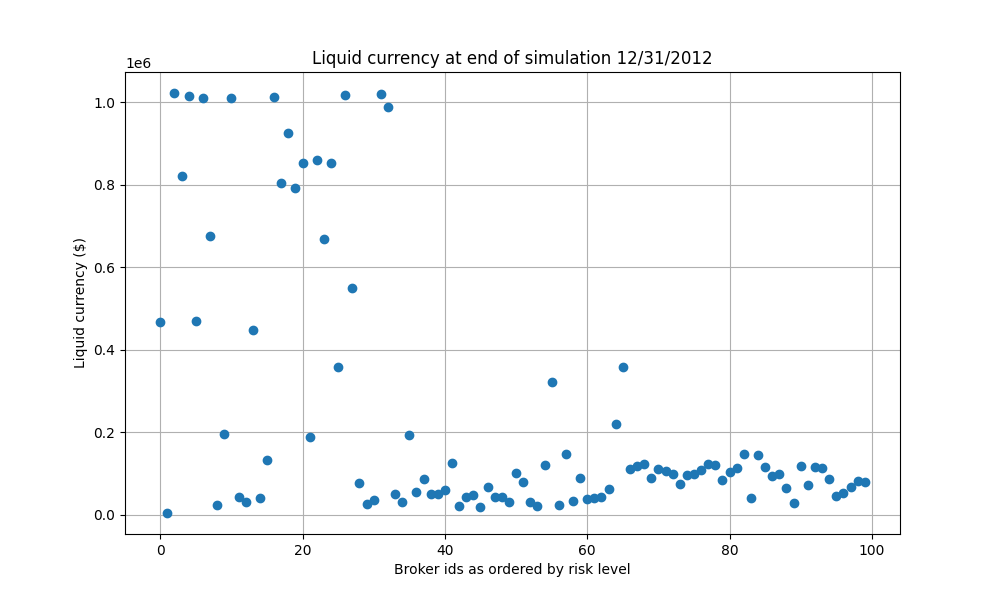 Liquid currency at end of simulation 12/31/2012
1e6
1.0
0.8
0.6
0.4
0.2
0.0
Liquid currency ($)
0 20 40 60 80 100
Broker ids as ordered by risk level